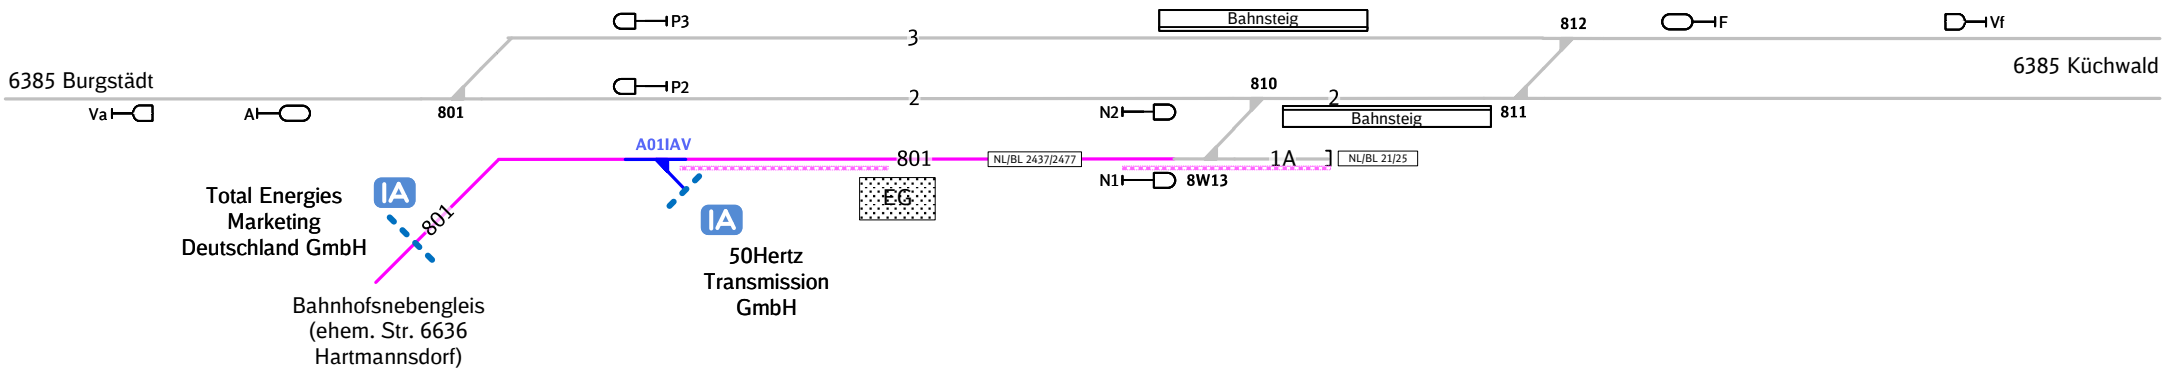 P3
Bahnsteig
812
F
Vf
3
6385 Burgstädt
6385 Küchwald
P2
810
2
2
Va
A
801
N2
Bahnsteig
811
A01IAV
801
NL/BL 2437/2477
1A
NL/BL 21/25
N1
8W13
IA
Total Energies
Marketing
Deutschland GmbH
801
EG
IA
50Hertz
Transmission
GmbH
Bahnhofsnebengleis
(ehem. Str. 6636
Hartmannsdorf)